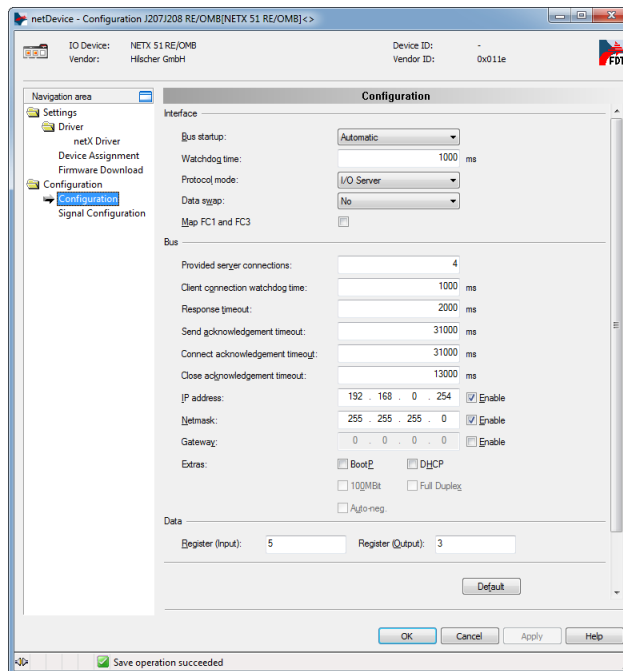 netDevice - Configuration J207J208 RE/OMB[NETX 51 RE/OMB]<>
IO Device: NETX 51 RE/OMB Device ID: -
Vendor: Hilscher GmbH Vendor ID: 0x011e
FDT
Navigation area
Settings
Driver
netX Driver
Device Assignment
Firmware Download
Configuration
Configuration
Signal Configuration
Configuration
Interface
Bus startup: Automatic
Watchdog time: 1000 ms
Protocol mode: I/O Server
Data swap: No
Map FC1 and FC3
Bus
Provided server connections: 4
Client connection watchdog time: 1000 ms
Response timeout: 2000 ms
Send acknowledgement timeout: 31000 ms
Connect acknowledgement timeout: 31000 ms
Close acknowledgement timeout: 13000 ms
IP address: 192 . 168 . 0 . 254 Enable
Netmask: 255 . 255 . 255 . 0 Enable
Gateway: 0 . 0 . 0 . 0 Enable
Extras: BootP DHCP
100MBit Full Duplex
Auto-neg.
Data
Register (Input): 5 Register (Output): 3
Default
OK Cancel Apply Help
Save operation succeeded